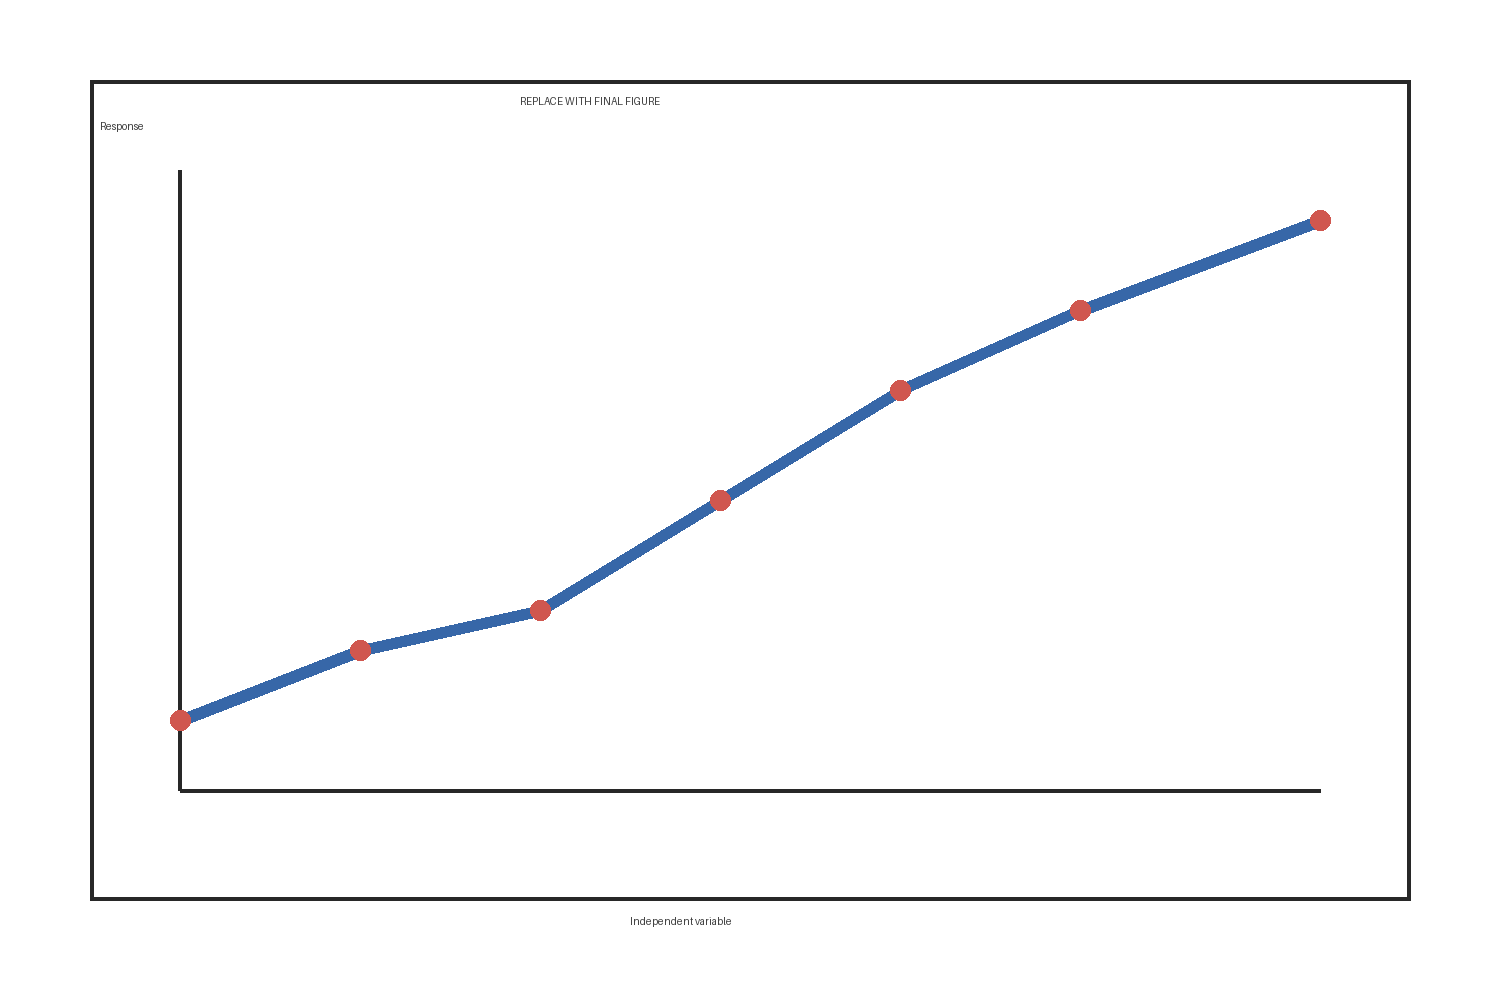 REPLACE WITH FINAL FIGURE
Response
Independent variable